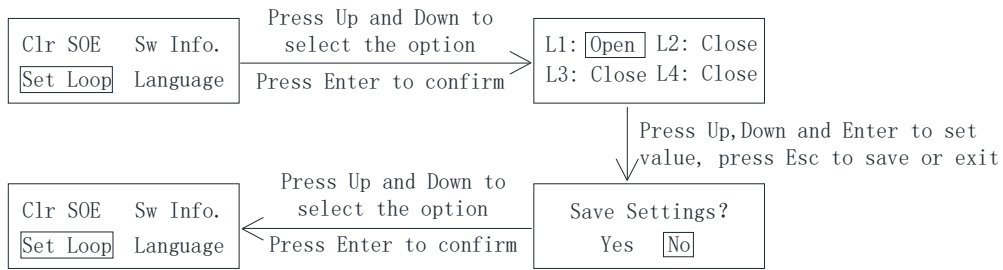 Clr SOE Sw Info.
Set Loop Language
Press Up and Down to
select the option
Press Enter to confirm
L1: Open L2: Close
L3: Close L4: Close
Press Up,Down and Enter to set
value, press Esc to save or exit
Save Settings?
Yes No
Press Up and Down to
select the option
Press Enter to confirm
Clr SOE Sw Info.
Set Loop Language